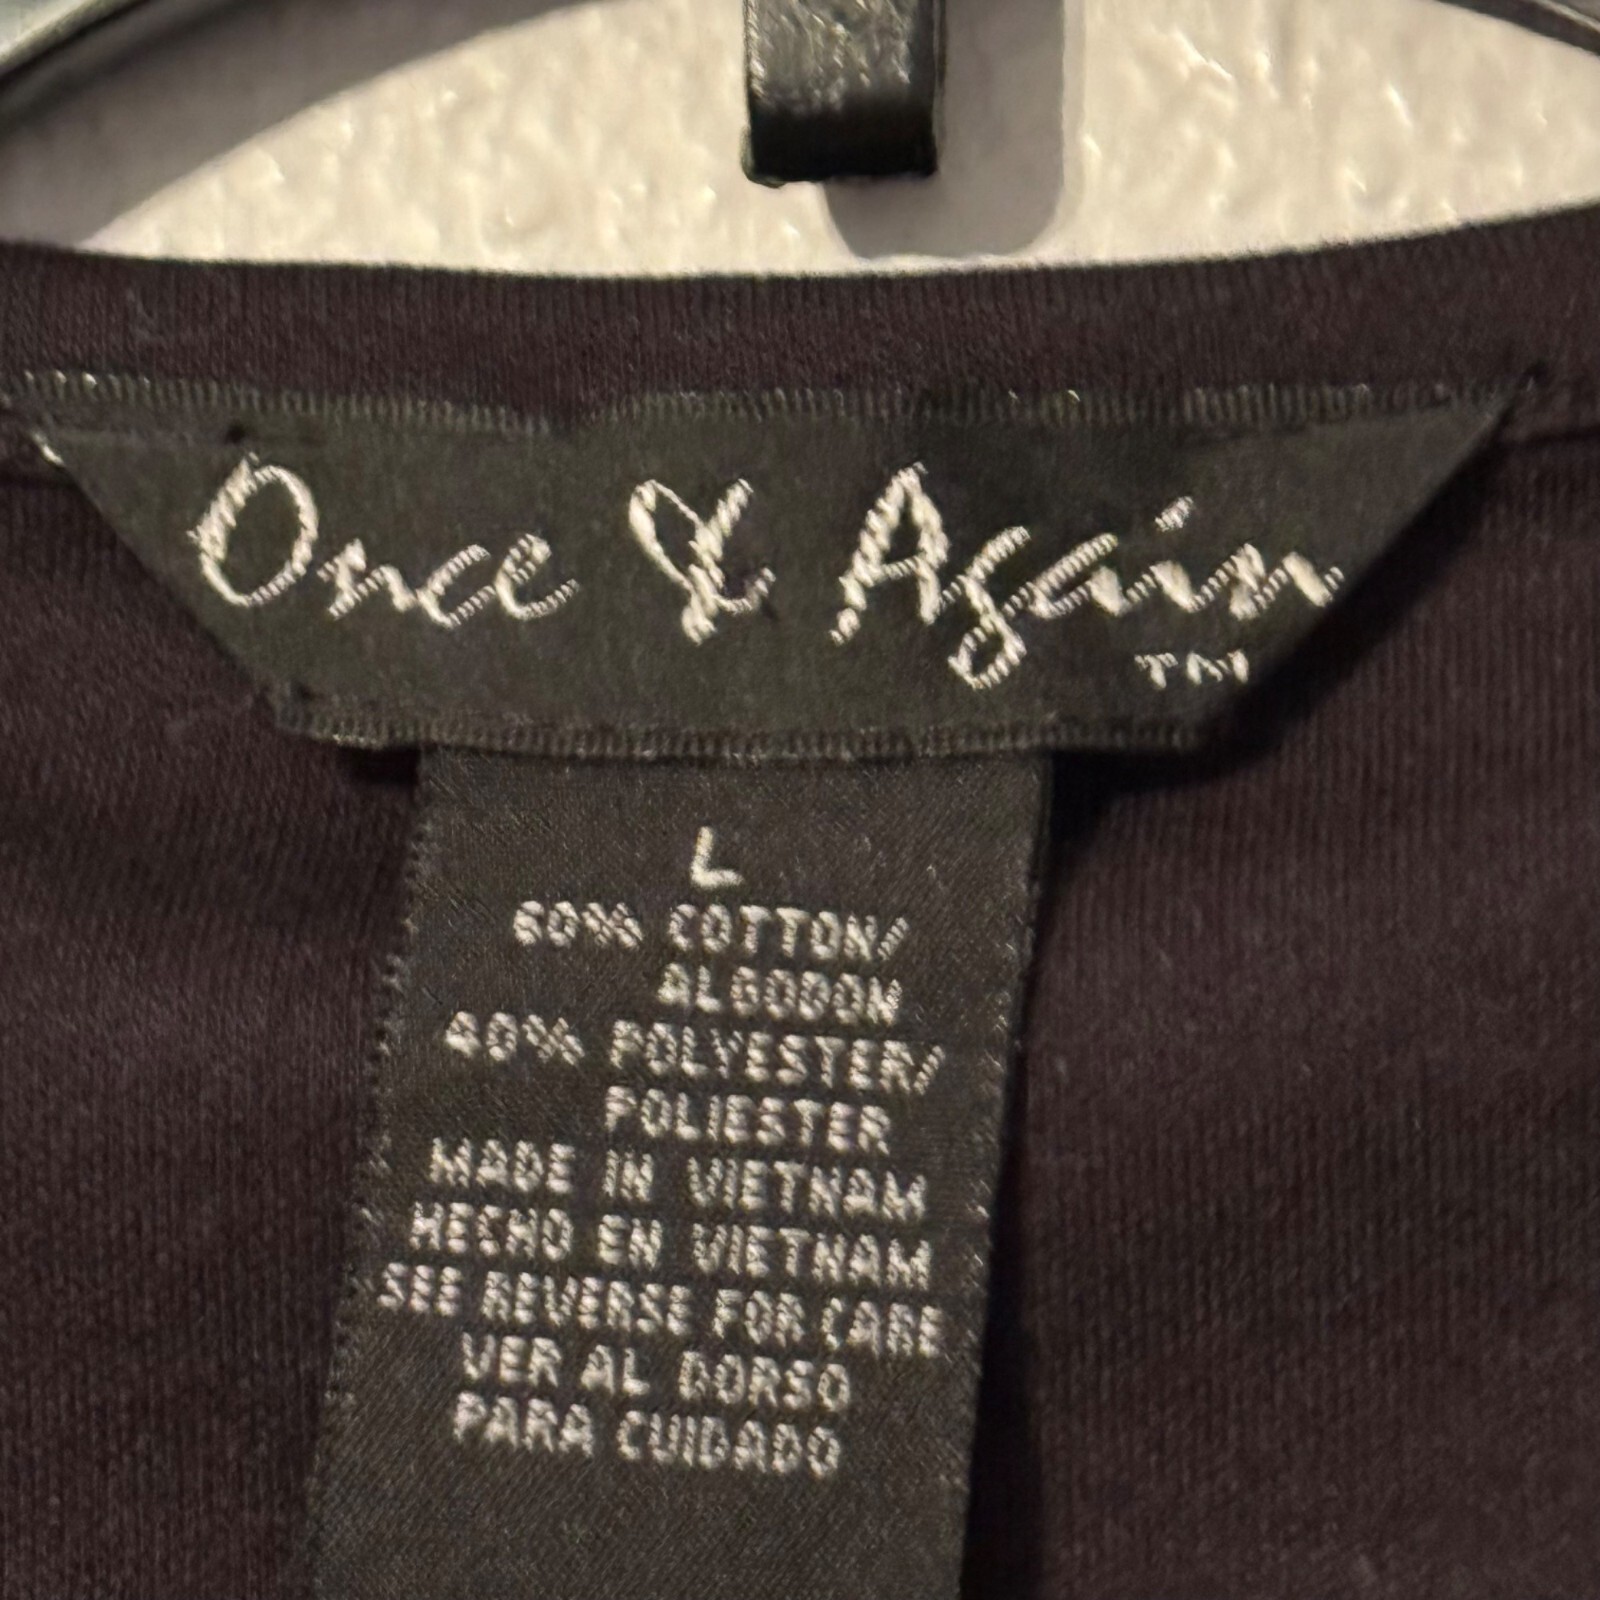 Once & Again
TM
L
60% COTTON/
ALGODON
40% POLYESTER/
POLIESTER
MADE IN VIETNAM
HECHO EN VIETNAM
SEE REVERSE FOR CARE
VER AL DORSO
PARA CUIDADO